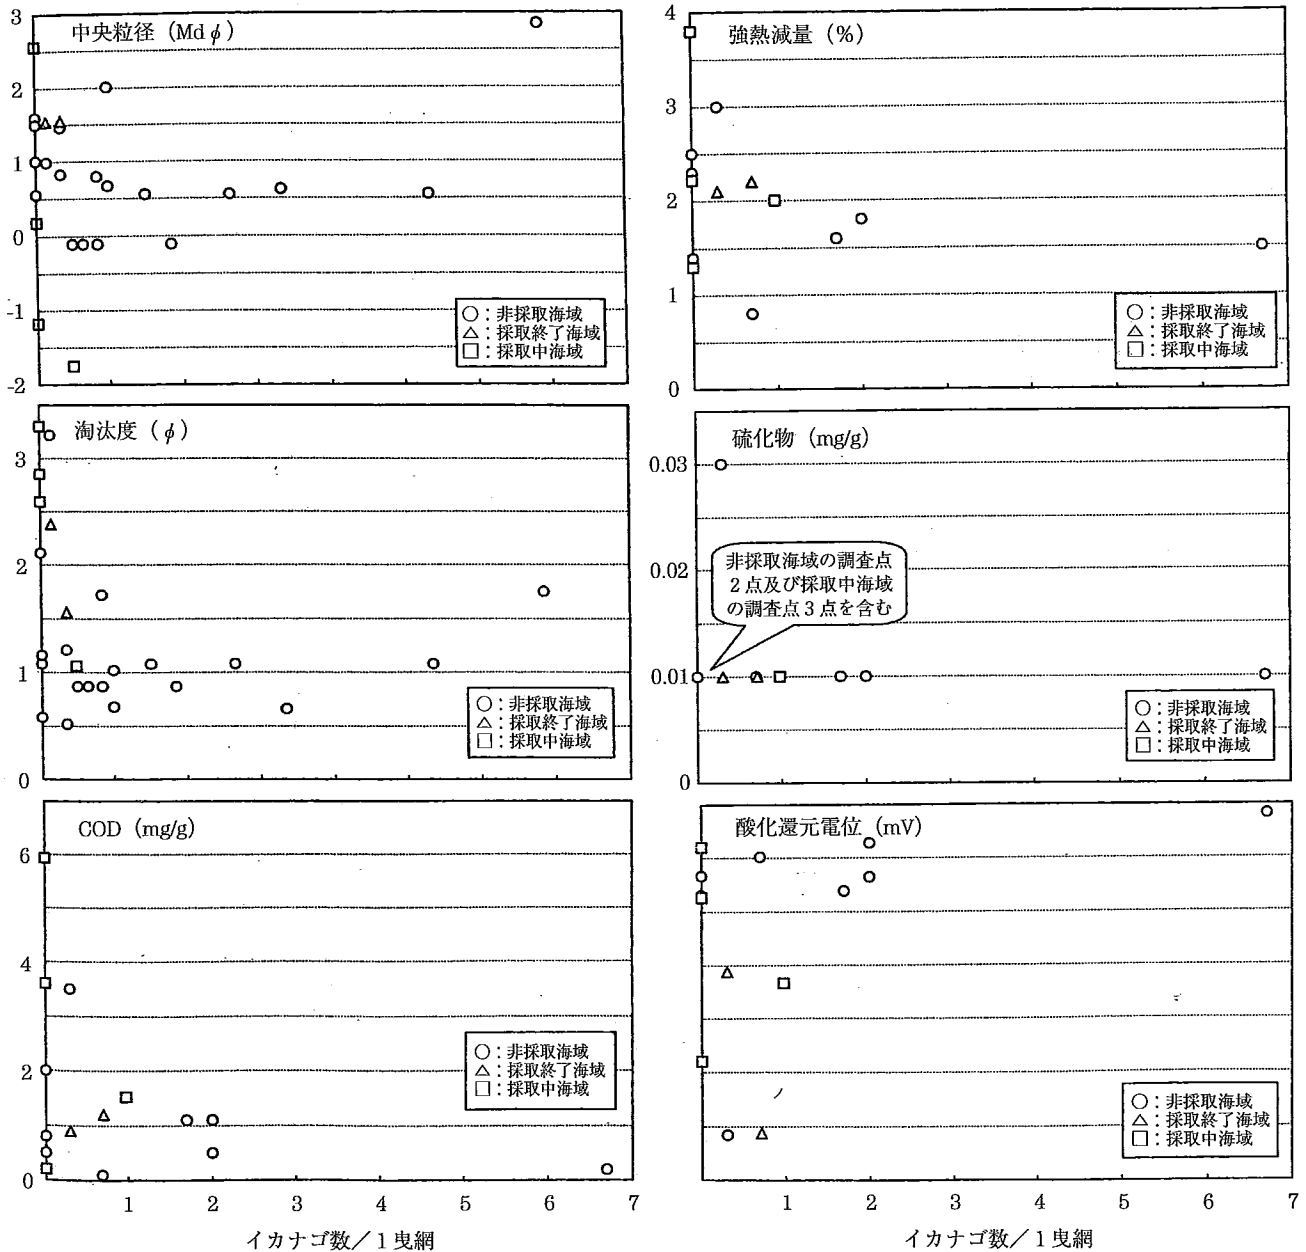 中央粒径（Mdφ）
3
2
1
0
-1
-2
○：非採取海域
△：採取終了海域
□：採取中海域
強熱減量（%）
4
3
2
1
0
○：非採取海域
△：採取終了海域
□：採取中海域
淘汰度（φ）
3
2
1
0
○：非採取海域
△：採取終了海域
□：採取中海域
硫化物（mg/g）
0.03
0.02
0.01
0
非採取海域の調査点
2点及び採取中海域
の調査点3点を含む
○：非採取海域
△：採取終了海域
□：採取中海域
COD（mg/g）
6
4
2
0
○：非採取海域
△：採取終了海域
□：採取中海域
1 2 3 4 5 6 7
イカナゴ数／1曳網
酸化還元電位（mV）
○：非採取海域
△：採取終了海域
□：採取中海域
1 2 3 4 5 6 7
イカナゴ数／1曳網